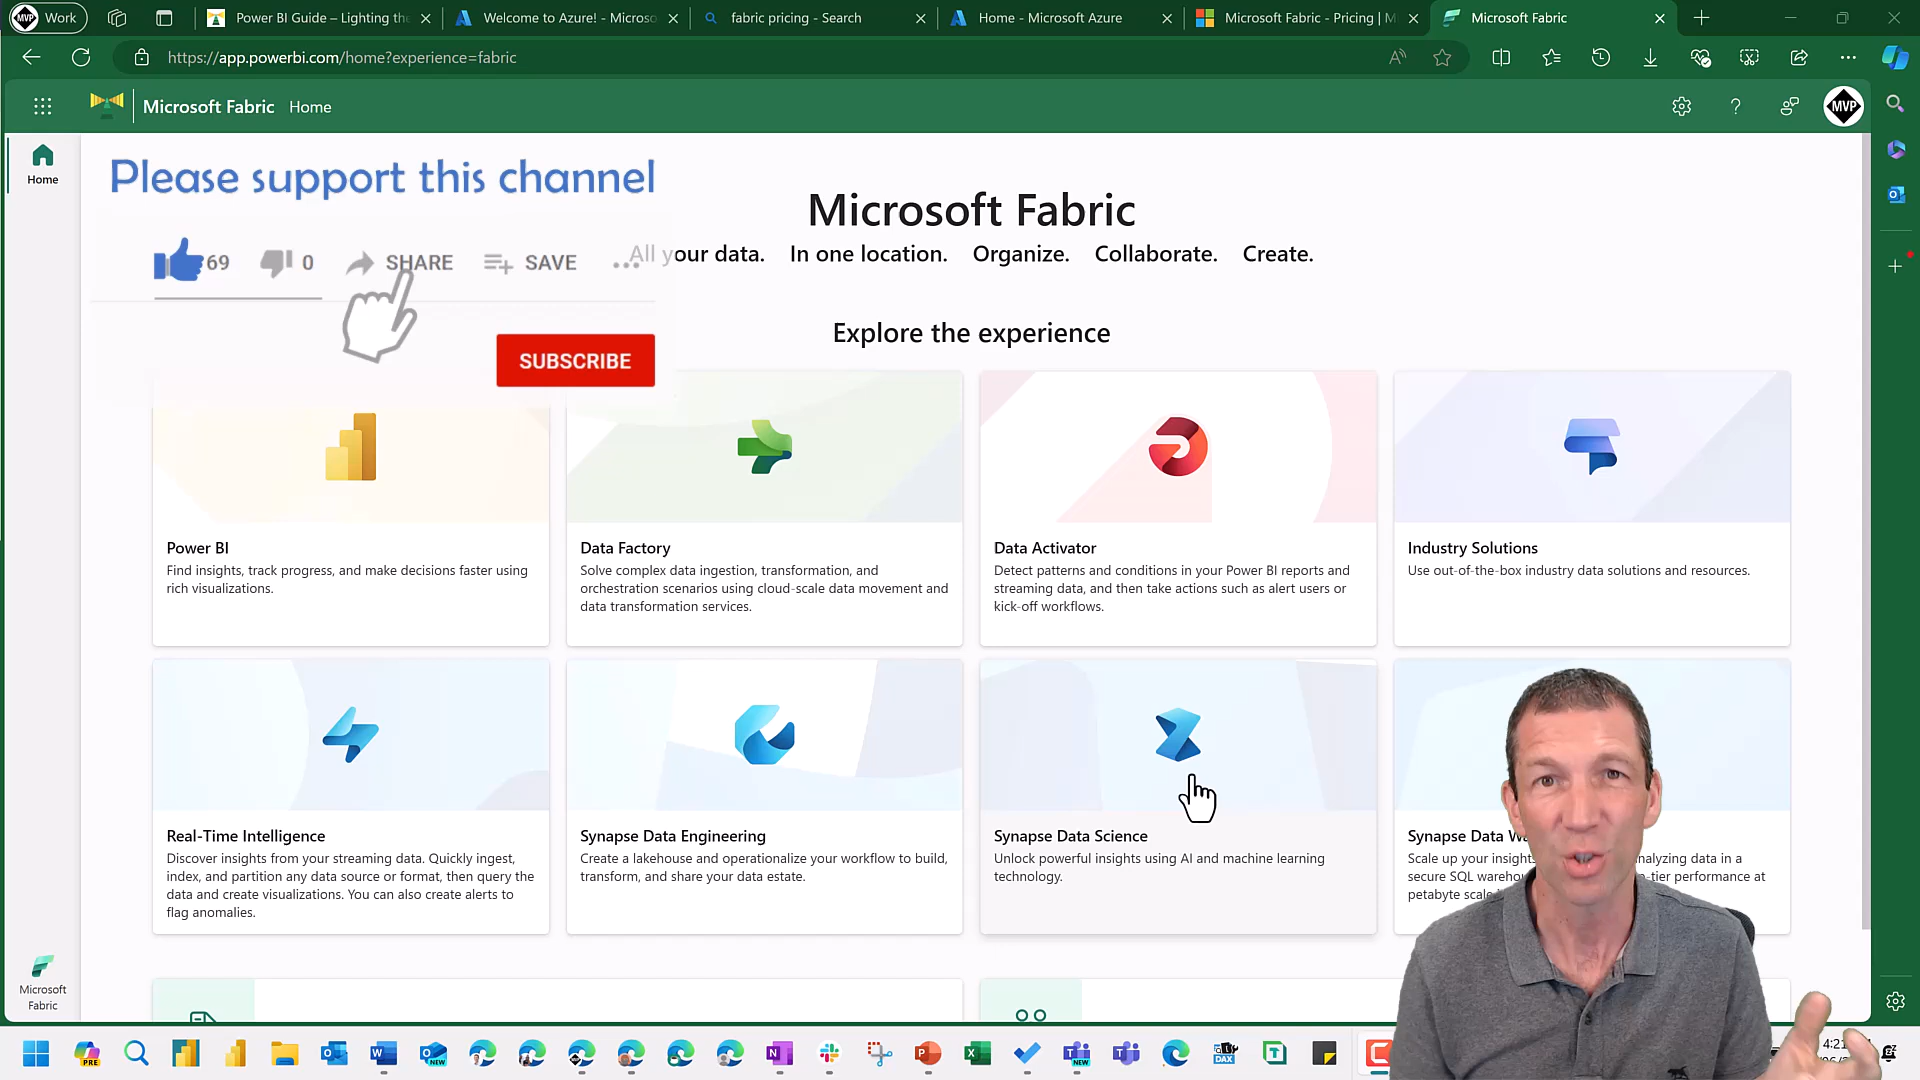 Work
Power BI Guide – Lighting the
Welcome to Azure! - Microso
fabric pricing - Search
Home - Microsoft Azure
Microsoft Fabric - Pricing | M
Microsoft Fabric
https://app.powerbi.com/home?experience=fabric
Microsoft Fabric Home
MVP
Home
Please support this channel
Microsoft Fabric
69
0
SHARE
SAVE
All your data. In one location. Organize. Collaborate. Create.
Explore the experience
SUBSCRIBE
Power BI
Find insights, track progress, and make decisions faster using
rich visualizations.
Data Factory
Solve complex data ingestion, transformation, and
orchestration scenarios using cloud-scale data movement and
data transformation services.
Data Activator
Detect patterns and conditions in your Power BI reports and
streaming data, and then take actions such as alert users or
kick-off workflows.
Industry Solutions
Use out-of-the-box industry data solutions and resources.
Real-Time Intelligence
Discover insights from your streaming data. Quickly ingest,
index, and partition any data source or format, then query the
data and create visualizations. You can also create alerts to
flag anomalies.
Synapse Data Engineering
Create a lakehouse and operationalize your workflow to build,
transform, and share your data estate.
Synapse Data Science
Unlock powerful insights using AI and machine learning
technology.
Synapse Data W
Scale up your insight nalyzing data in a
secure SQL wareho -tier performance at
petabyte scal
Microsoft
Fabric
PRE
NEW
NEW
DAX
4:21